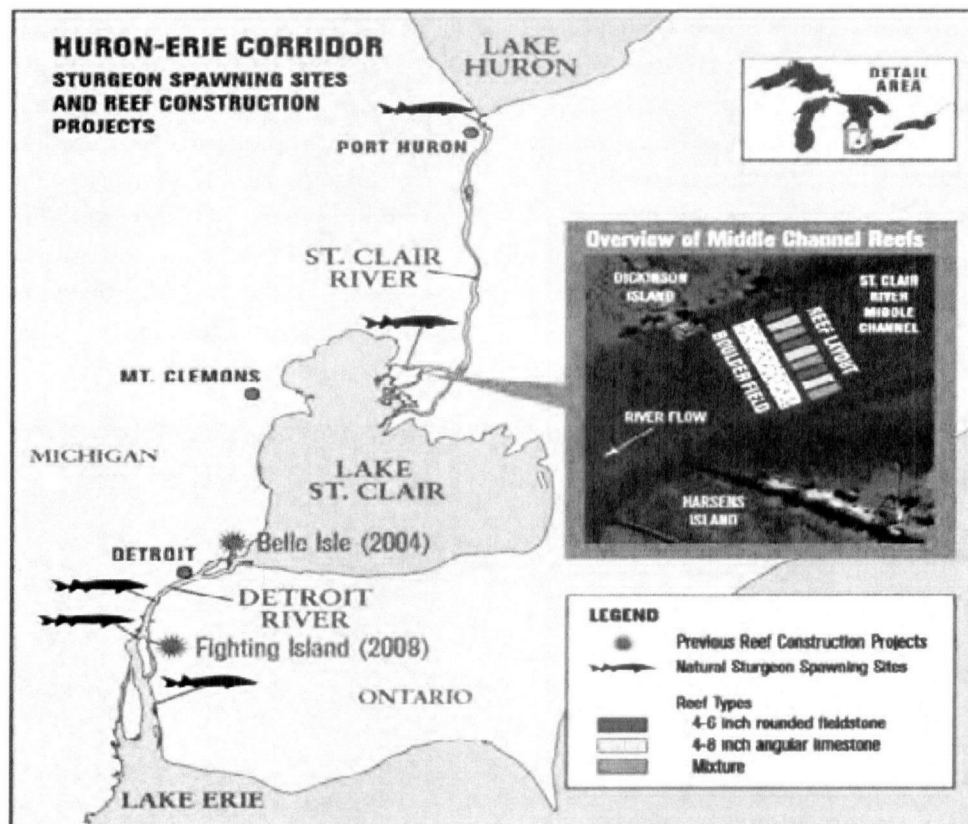 HURON-ERIE CORRIDOR
STURGEON SPAWNING SITES
AND REEF CONSTRUCTION
PROJECTS
LAKE
HURON
DETAIL
AREA
PORT HURON
ST. CLAIR
RIVER
Overview of Middle Channel Reefs
DICKINSON
ISLAND
ST. CLAIR
RIVER
MIDDLE
CHANNEL
REEF LAYOUT
BOULDER FIELD
RIVER FLOW
HARSENS
ISLAND
MT. CLEMONS
MICHIGAN
LAKE
ST. CLAIR
Belle Isle (2004)
DETROIT
DETROIT
RIVER
Fighting Island (2008)
ONTARIO
LAKE ERIE
LEGEND
Previous Reef Construction Projects
Natural Sturgeon Spawning Sites
Reef Types
4-6 inch rounded fieldstone
4-8 inch angular limestone
Mixture